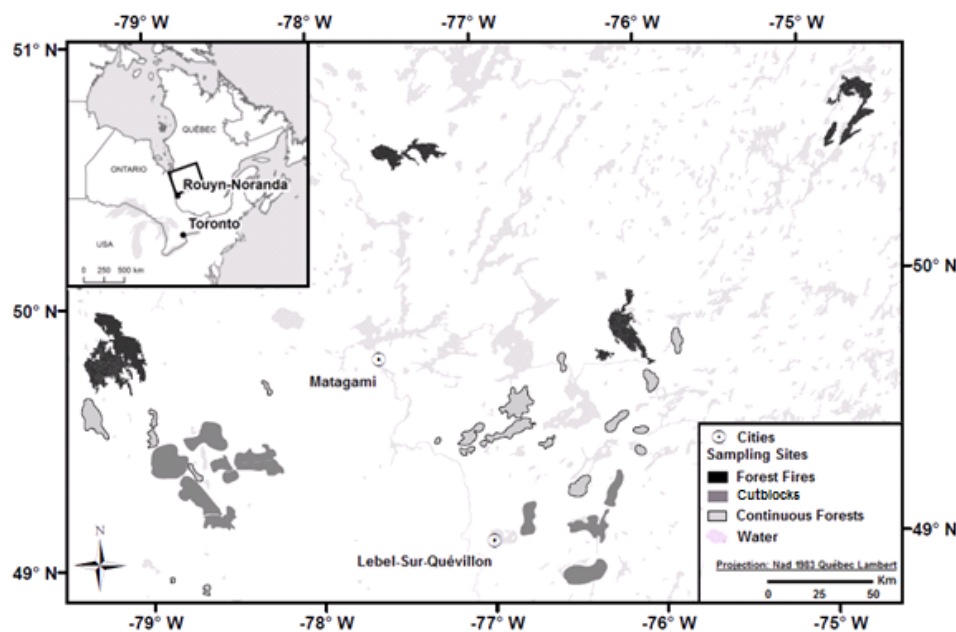 -79° W -78° W -77° W -76° W -75° W
51° N
QUÉBEC
ONTARIO
Rouyn-Noranda
Toronto
USA
0 250 500 km
50° N
50° N
Matagami
Cities
Sampling Sites
Forest Fires
Cutblocks
Continuous Forests
Water
Projection: Nad 1983 Québec Lambert
Km
0 25 50
N
Lebel-Sur-Quévillon
49° N
49° N
-79° W -78° W -77° W -76° W -75° W